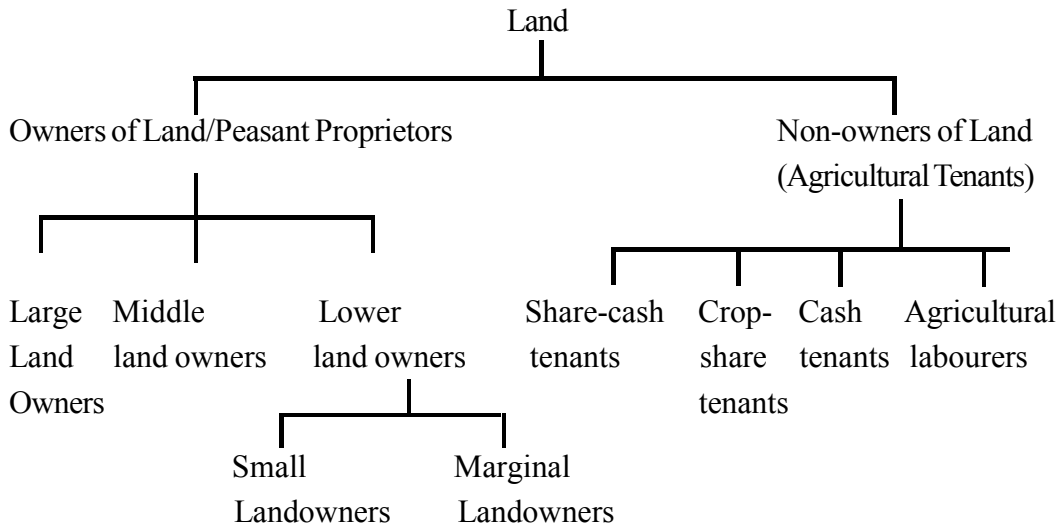 Land
Owners of Land/Peasant Proprietors
Non-owners of Land
(Agricultural Tenants)
Large
Land
Owners
Middle
land owners
Lower
land owners
Share-cash
tenants
Crop-
share
tenants
Cash
tenants
Agricultural
labourers
Small
Landowners
Marginal
Landowners